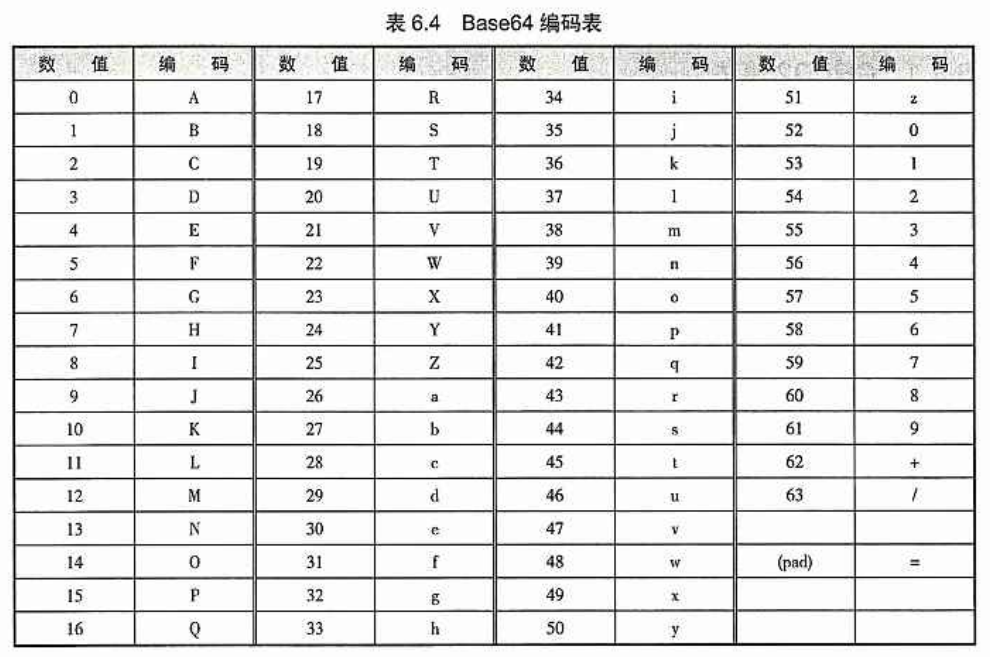 表 6.4 Base64 编码表
数 值 编 码 数 值 编 码 数 值 编 码 数 值 编 码
0 A 17 R 34 i 51 z
1 B 18 S 35 j 52 0
2 C 19 T 36 k 53 1
3 D 20 U 37 l 54 2
4 E 21 V 38 m 55 3
5 F 22 W 39 n 56 4
6 G 23 X 40 o 57 5
7 H 24 Y 41 p 58 6
8 I 25 Z 42 q 59 7
9 J 26 a 43 r 60 8
10 K 27 b 44 s 61 9
11 L 28 c 45 t 62 +
12 M 29 d 46 u 63 /
13 N 30 e 47 v
14 O 31 f 48 w (pad) =
15 P 32 g 49 x
16 Q 33 h 50 y